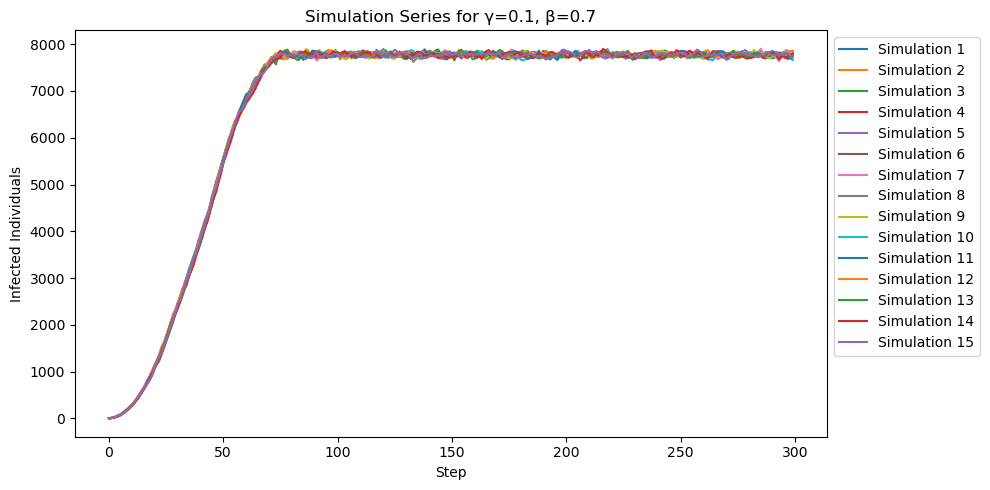 Simulation Series for γ=0.1, β=0.7
Infected Individuals
8000
7000
6000
5000
4000
3000
2000
1000
0
0
50
100
150
200
250
300
Step
Simulation 1
Simulation 2
Simulation 3
Simulation 4
Simulation 5
Simulation 6
Simulation 7
Simulation 8
Simulation 9
Simulation 10
Simulation 11
Simulation 12
Simulation 13
Simulation 14
Simulation 15